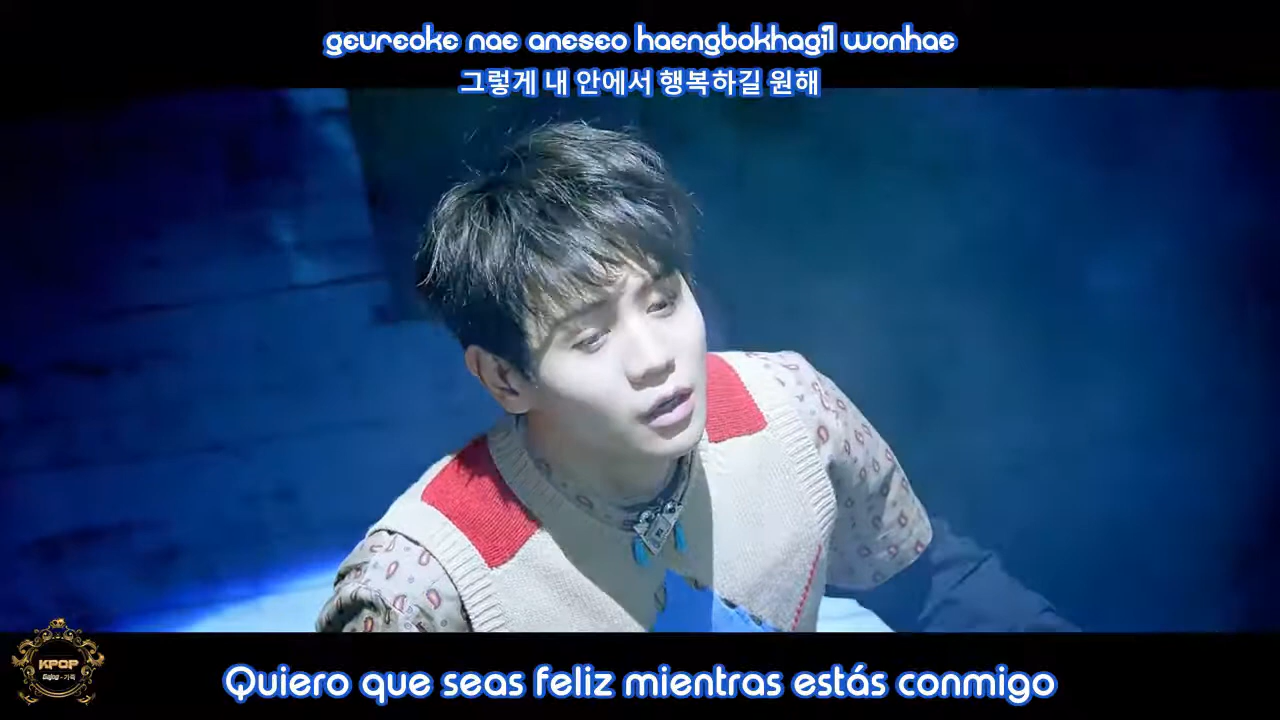 geureoke nae aneseo haengbokhagil wonhae
그렇게 내 안에서 행복하길 원해
KPOP
Quiero que seas feliz mientras estás conmigo